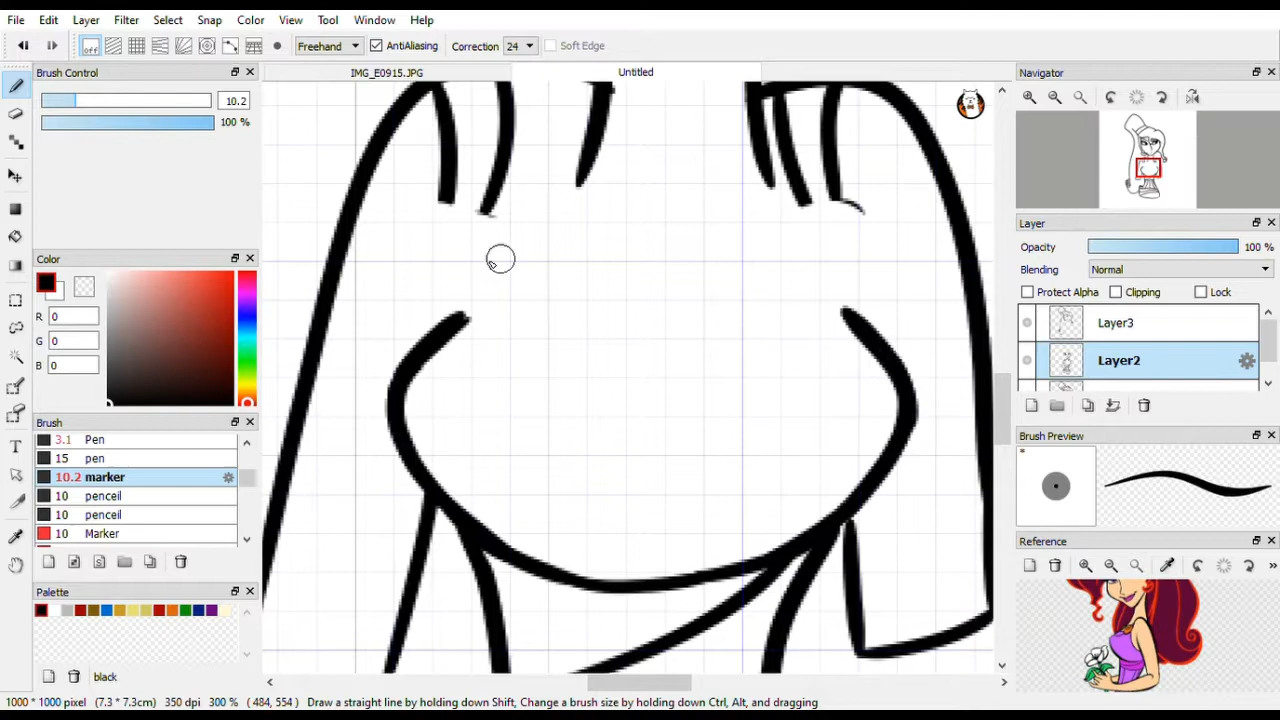 File Edit Layer Filter Select Snap Color View Tool Window Help
off Freehand AntiAliasing Correction 24 Soft Edge
Brush Control
10.2
100 %
Color
R 0
G 0
B 0
Brush
3.1 Pen
15 pen
10.2 marker
10 penceil
10 penceil
10 Marker
Palette
black
IMG_E0915.JPG Untitled
Navigator
Layer
Opacity 100 %
Blending Normal
Protect Alpha Clipping Lock
Layer3
Layer2
Brush Preview
*
Reference
»
1000 * 1000 pixel (7.3 * 7.3cm) 350 dpi 300 % ( 484, 554 ) Draw a straight line by holding down Shift, Change a brush size by holding down Ctrl, Alt, and dragging